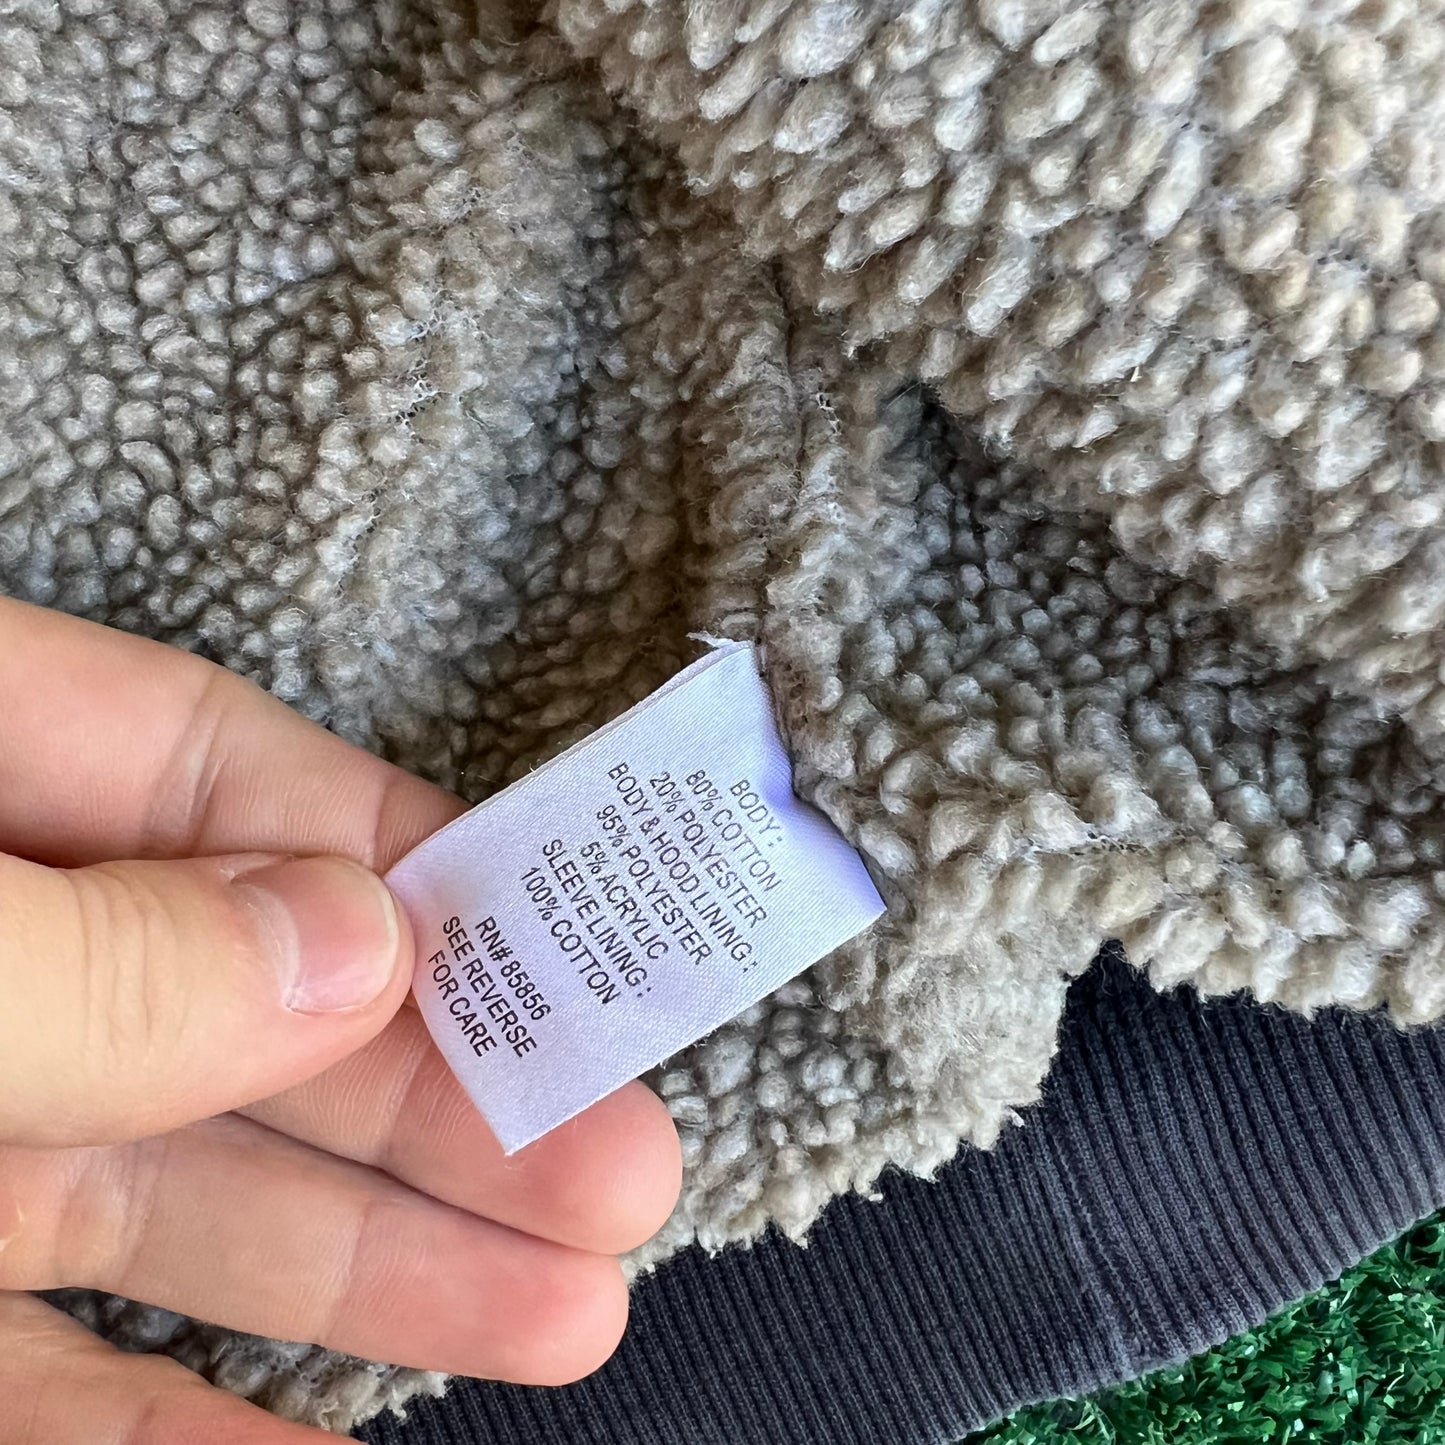 BODY :
80% COTTON
20% POLYESTER
BODY & HOOD LINING :
95% POLYESTER
5% ACRYLIC
SLEEVE LINING :
100% COTTON
RN# 85856
SEE REVERSE
FOR CARE